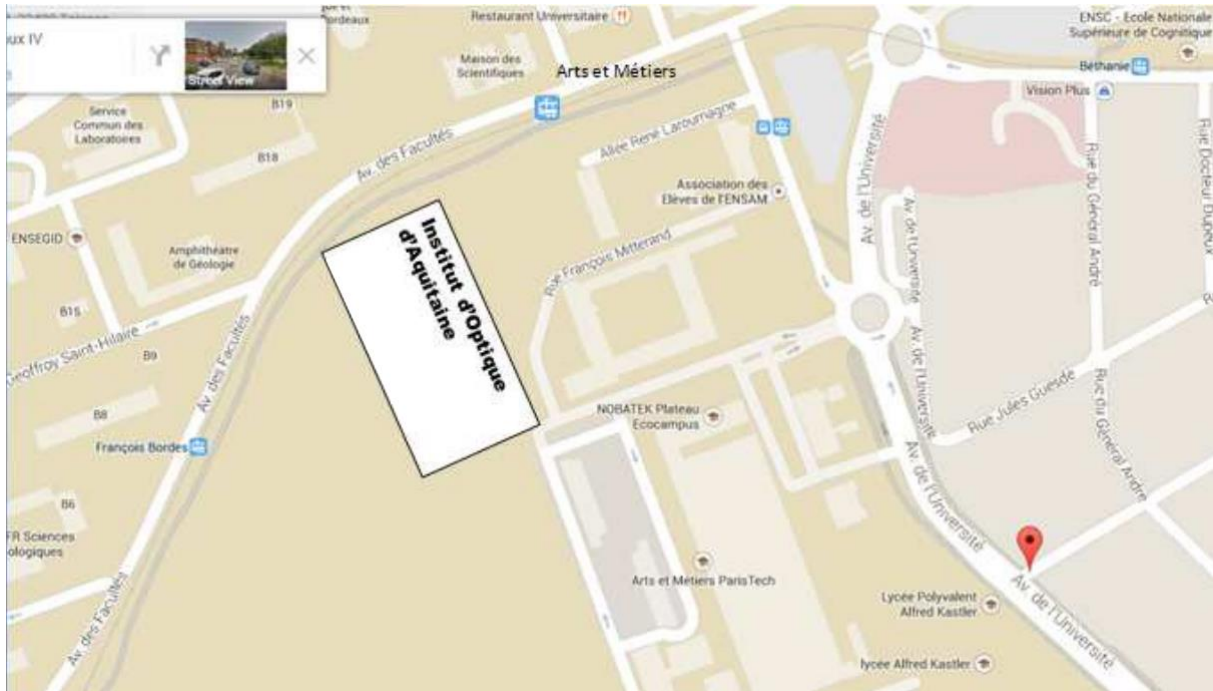 ux IV
Street View
Bordeaux
Restaurant Universitaire
ENSC - Ecole Nationale
Supérieure de Cognitique
Maison des
Scientifiques
Arts et Métiers
Béthanie
Vision Plus
B19
Service
Commun des
Laboratoires
B18
Av. des Facultés
Allée René Laroumagne
Av. de l'Université
Rue du Général André
Rue Docteur Dupeux
Association des
Elèves de l'ENSAM
Av. de l'Université
ENSEGID
Amphithéatre
de Géologie
Institut d'Optique
d'Aquitaine
Rue François Mitterand
B15
Geoffroy Saint-Hilaire
B9
Av. des Facultés
Av. de l'Université
Rue Jules Guesde
Rue du Général André
B8
NOBATEK Plateau
Ecocampus
François Bordes
Av. de l'Université
B6
FR Sciences
ologiques
Arts et Métiers ParisTech
Lycée Polyvalent
Alfred Kastler
Av. de l'Université
Av. des Facultés
lycée Alfred Kastler